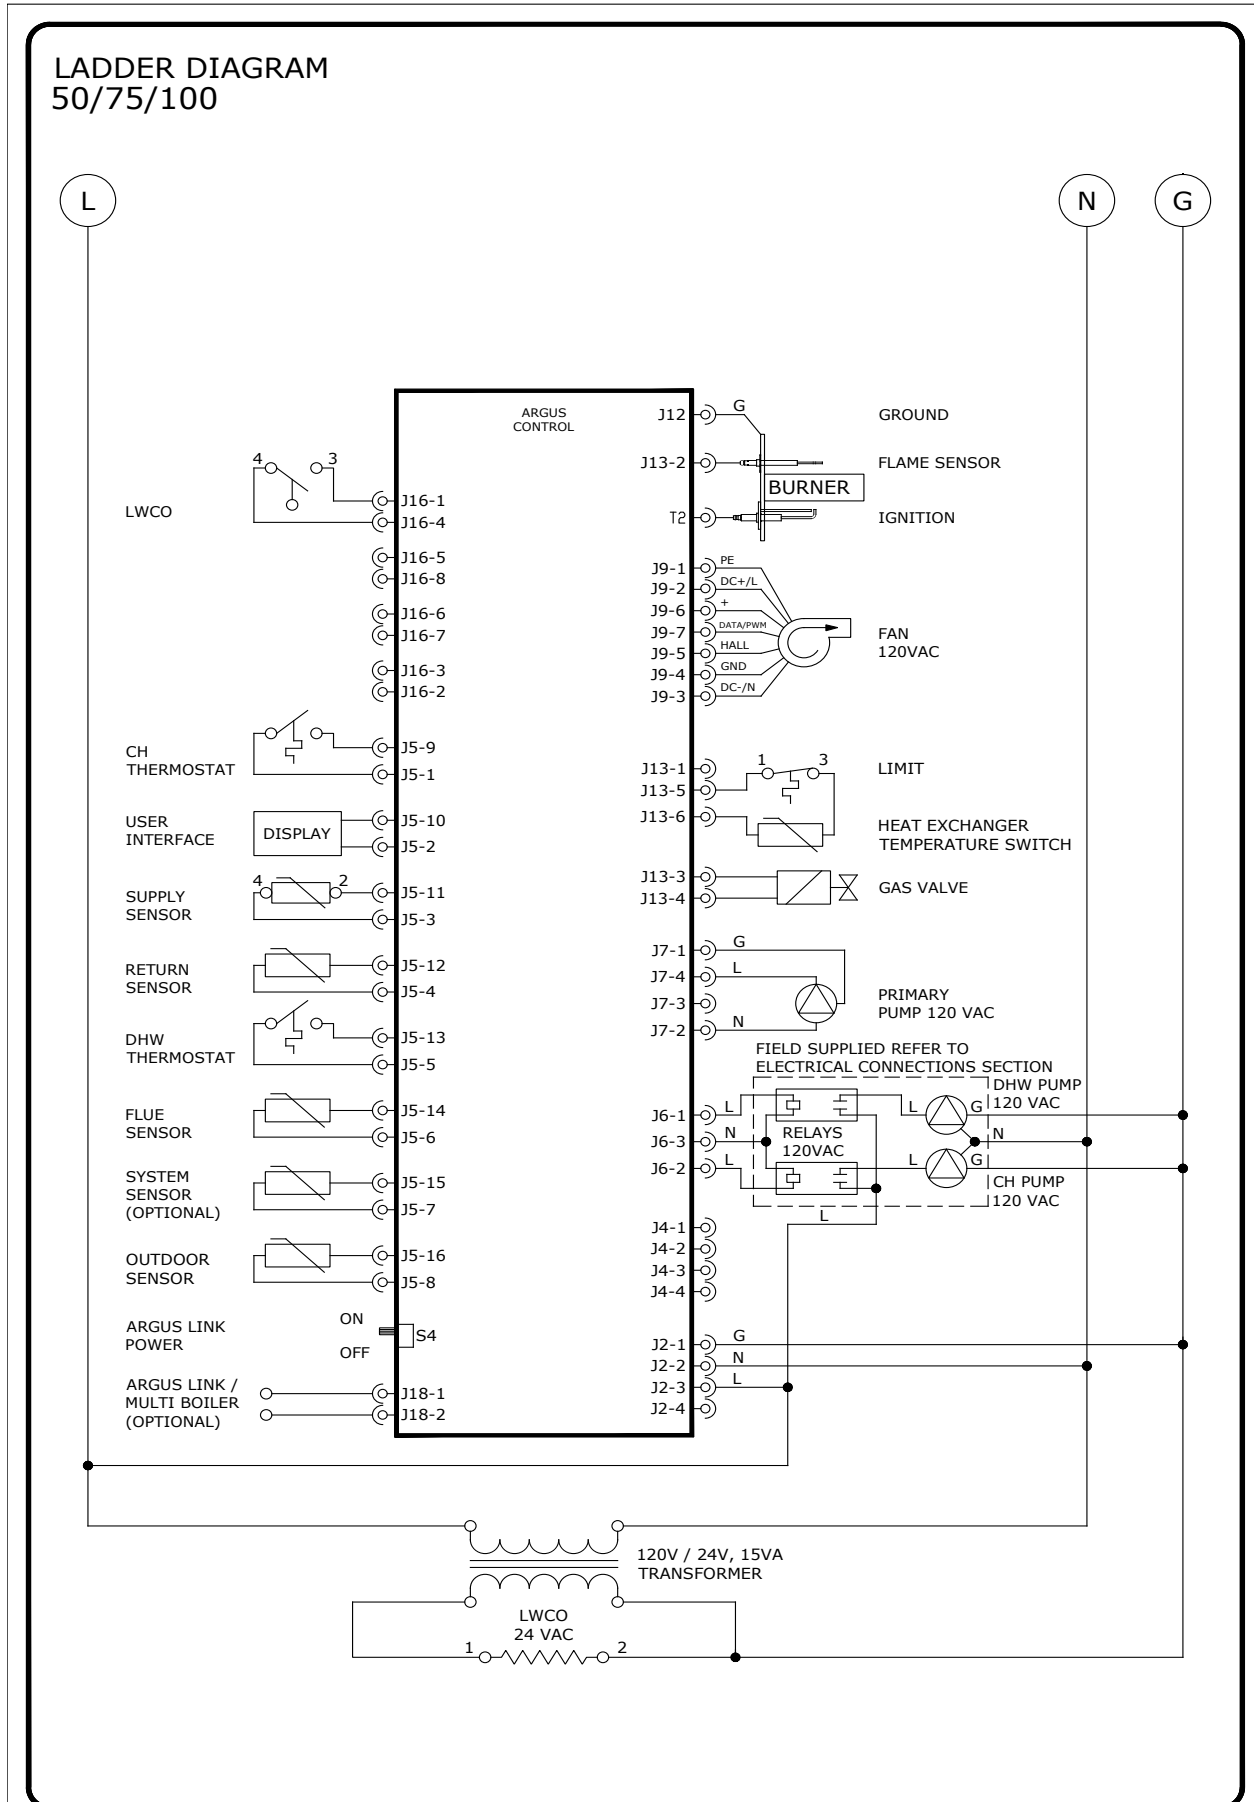 LADDER DIAGRAM
50/75/100
L
N
G
ARGUS
CONTROL
4
3
LWCO
J16-1
J16-4
J16-5
J16-8
J16-6
J16-7
J16-3
J16-2
CH
THERMOSTAT
J5-9
J5-1
USER
INTERFACE
DISPLAY
J5-10
J5-2
4
2
SUPPLY
SENSOR
J5-11
J5-3
RETURN
SENSOR
J5-12
J5-4
DHW
THERMOSTAT
J5-13
J5-5
FLUE
SENSOR
J5-14
J5-6
SYSTEM
SENSOR
(OPTIONAL)
J5-15
J5-7
OUTDOOR
SENSOR
J5-16
J5-8
ARGUS LINK
POWER
ON
OFF
S4
ARGUS LINK /
MULTI BOILER
(OPTIONAL)
J18-1
J18-2
J12
G
GROUND
J13-2
FLAME SENSOR
BURNER
T2
IGNITION
J9-1
PE
J9-2
DC+/L
J9-6
+
J9-7
DATA/PWM
J9-5
HALL
J9-4
GND
J9-3
DC-/N
FAN
120VAC
J13-1
J13-5
1
3
LIMIT
J13-6
HEAT EXCHANGER
TEMPERATURE SWITCH
J13-3
J13-4
GAS VALVE
J7-1
G
J7-4
L
J7-3
J7-2
N
PRIMARY
PUMP 120 VAC
FIELD SUPPLIED REFER TO
ELECTRICAL CONNECTIONS SECTION
DHW PUMP
120 VAC
J6-1
L
J6-3
N
J6-2
L
RELAYS
120VAC
L
G
N
L
G
CH PUMP
120 VAC
L
J4-1
J4-2
J4-3
J4-4
J2-1
G
J2-2
N
J2-3
L
J2-4
120V / 24V, 15VA
TRANSFORMER
LWCO
24 VAC
1
2